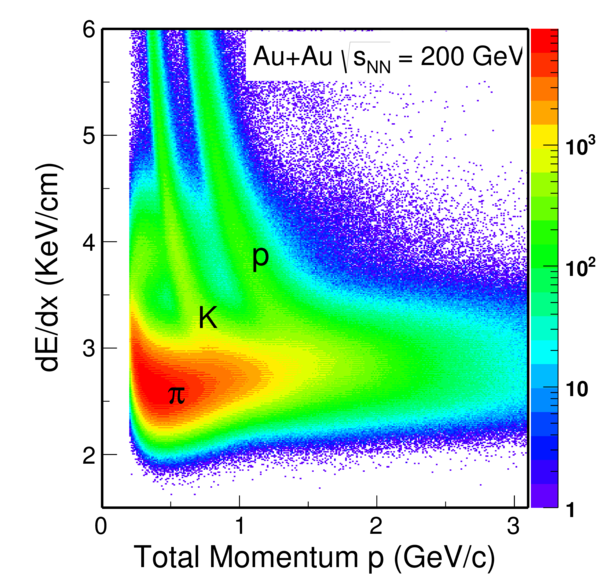 Au+Au √sNN = 200 GeV
6
5
4
3
2
dE/dx (KeV/cm)
p
K
π
0
1
2
3
Total Momentum p (GeV/c)
10³
10²
10
1